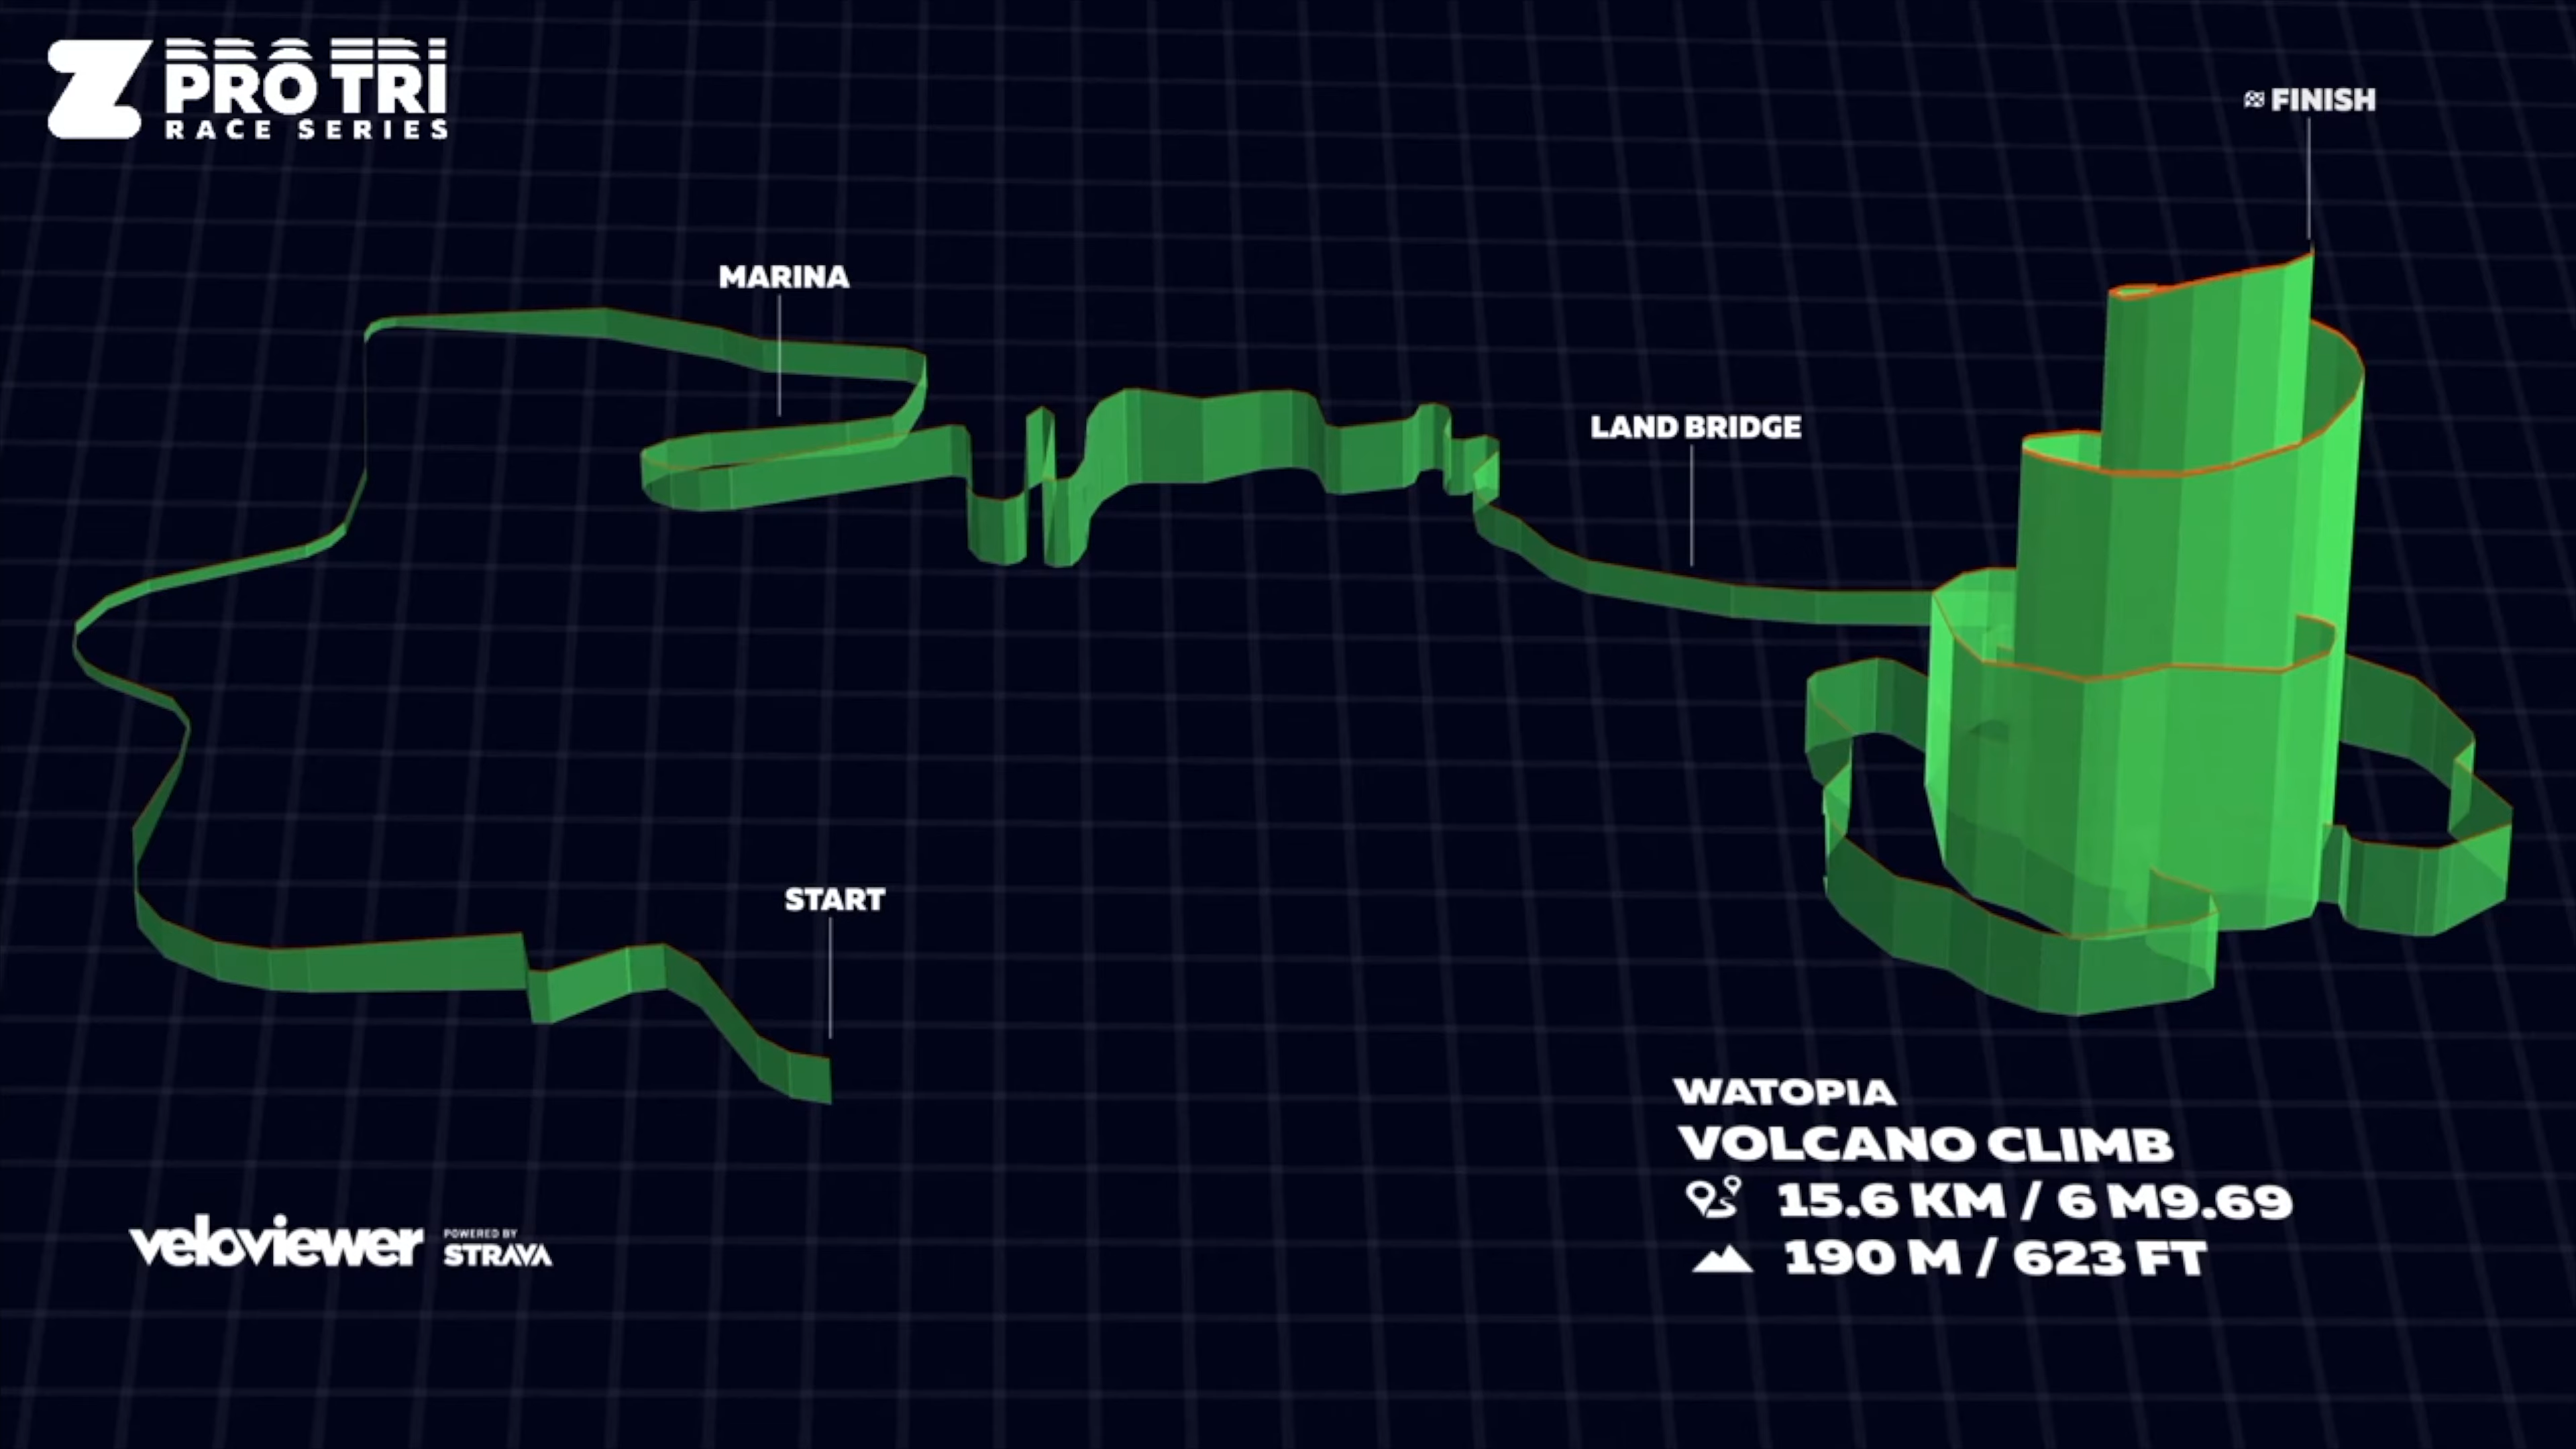 Z PRO TRI
RACE SERIES
FINISH
MARINA
LAND BRIDGE
START
WATOPIA
VOLCANO CLIMB
15.6 KM / 6 M9.69
190 M / 623 FT
veloviewer POWERED BY STRAVA